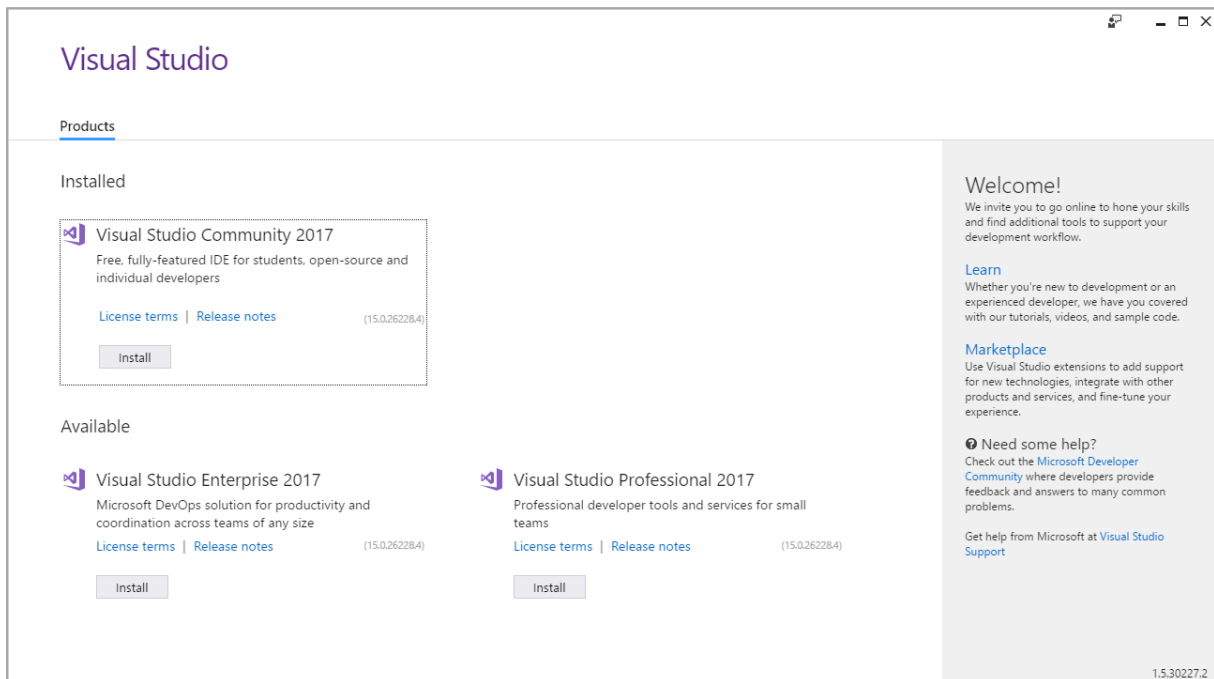 Visual Studio
Products
Installed
Visual Studio Community 2017
Free, fully-featured IDE for students, open-source and
individual developers
License terms | Release notes (15.0.26228.4)
Install
Available
Visual Studio Enterprise 2017
Microsoft DevOps solution for productivity and
coordination across teams of any size
License terms | Release notes (15.0.26228.4)
Install
Visual Studio Professional 2017
Professional developer tools and services for small
teams
License terms | Release notes (15.0.26228.4)
Install
Welcome!
We invite you to go online to hone your skills
and find additional tools to support your
development workflow.
Learn
Whether you're new to development or an
experienced developer, we have you covered
with our tutorials, videos, and sample code.
Marketplace
Use Visual Studio extensions to add support
for new technologies, integrate with other
products and services, and fine-tune your
experience.
Need some help?
Check out the Microsoft Developer
Community where developers provide
feedback and answers to many common
problems.
Get help from Microsoft at Visual Studio
Support
1.5.30227.2